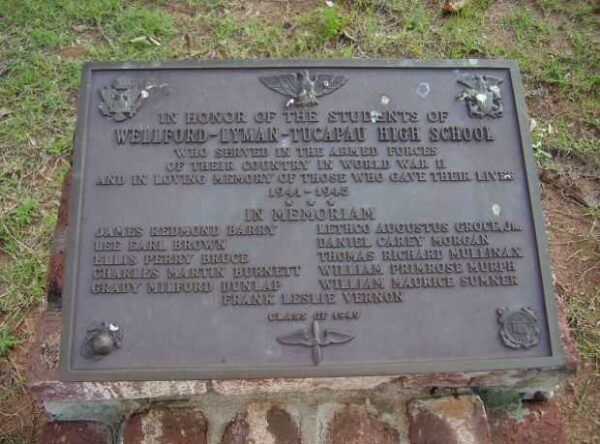 IN HONOR OF THE STUDENTS OF
WELLFORD-LYMAN-TUCAPAU HIGH SCHOOL
WHO SERVED IN THE ARMED FORCES
OF THEIR COUNTRY IN WORLD WAR II
AND IN LOVING MEMORY OF THOSE WHO GAVE THEIR LIVES
1941-1945
★ ★ ★
IN MEMORIAM
JAMES REDMOND BARRY LETHCO AUGUSTUS GROCE, JR.
LEE EARL BROWN DANIEL CAREY MORGAN
ELLIS PERRY BRUCE THOMAS RICHARD MULLINAX
CHARLES MARTIN BURNETT WILLIAM PRIMROSE MURPH
GRADY MILFORD DUNLAP WILLIAM MAURICE SUMNER
FRANK LESLIE VERNON
CLASS OF 1949